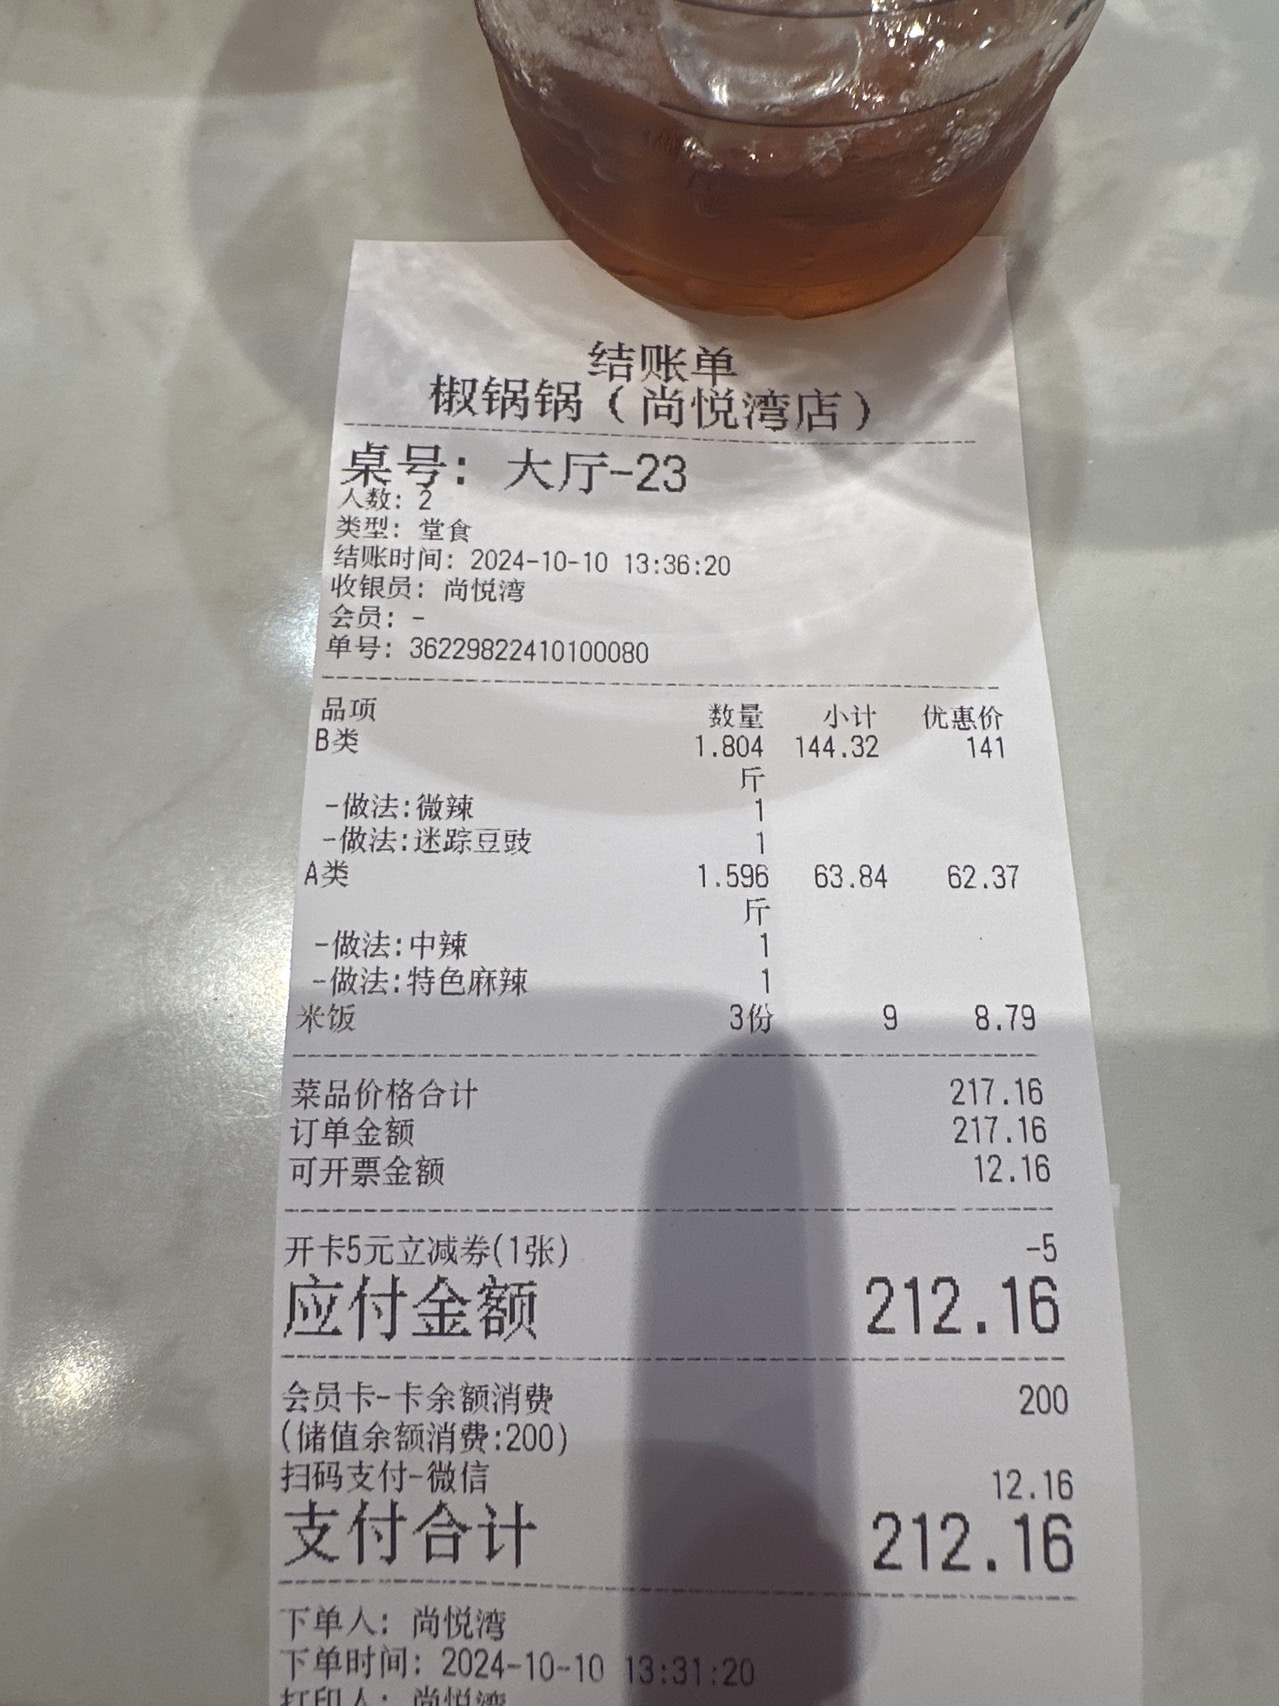 结账单
椒锅锅（尚悦湾店）
桌号: 大厅-23
人数: 2
类型: 堂食
结账时间: 2024-10-10 13:36:20
收银员: 尚悦湾
会员: -
单号: 36229822410100080
品项 数量 小计 优惠价
B类 1.804 144.32 141
斤
-做法:微辣 1
-做法:迷踪豆豉 1
A类 1.596 63.84 62.37
斤
-做法:中辣 1
-做法:特色麻辣 1
米饭 3份 9 8.79
菜品价格合计 217.16
订单金额 217.16
可开票金额 12.16
开卡5元立减券(1张) -5
应付金额 212.16
会员卡-卡余额消费 200
(储值余额消费:200)
扫码支付-微信 12.16
支付合计 212.16
下单人: 尚悦湾
下单时间: 2024-10-10 13:31:20
打印人: 尚悦湾